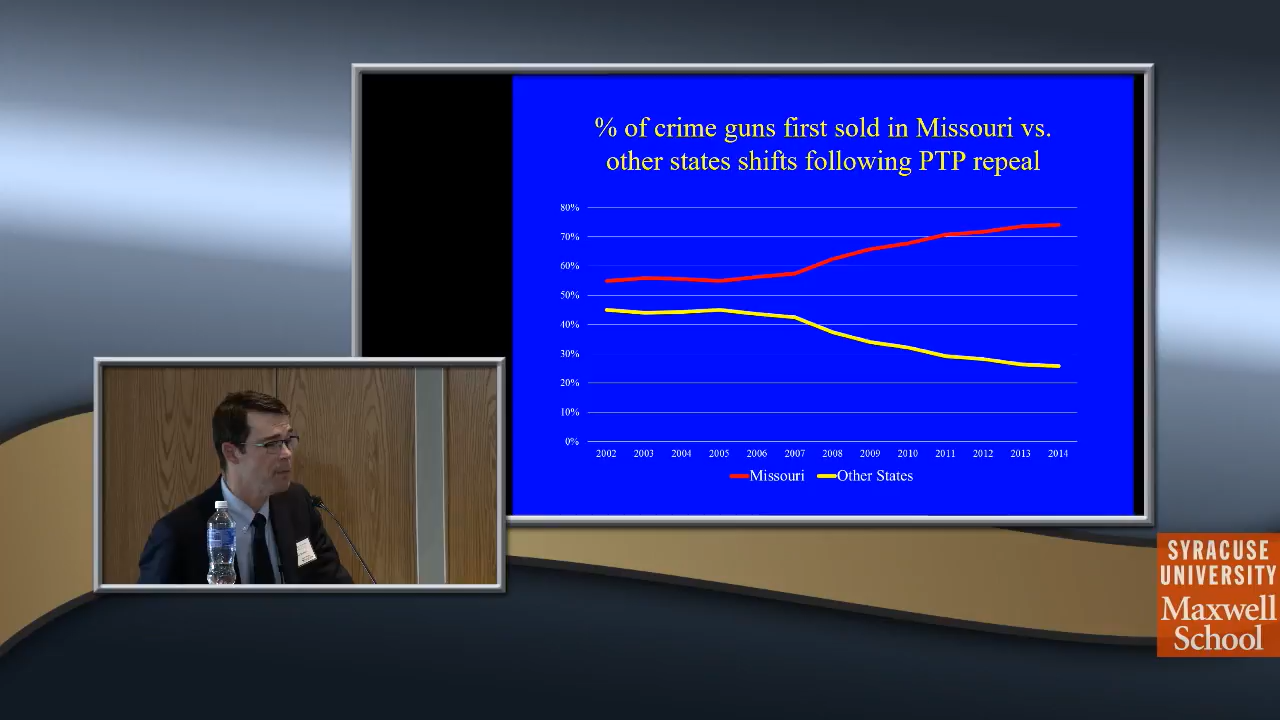 % of crime guns first sold in Missouri vs.
other states shifts following PTP repeal
80%
70%
60%
50%
40%
30%
20%
10%
0%
2002 2003 2004 2005 2006 2007 2008 2009 2010 2011 2012 2013 2014
Missouri Other States
SYRACUSE
UNIVERSITY
Maxwell
School